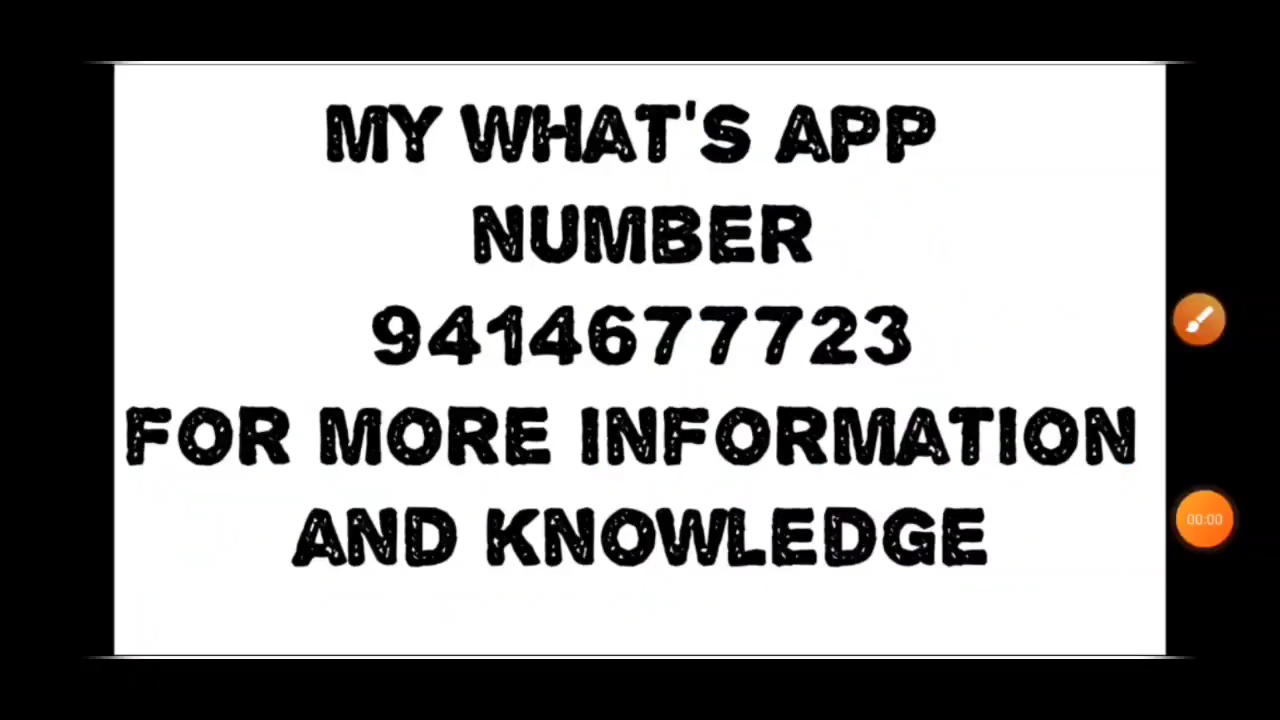 MY WHAT'S APP
NUMBER
9414677723
FOR MORE INFORMATION
AND KNOWLEDGE
00:00